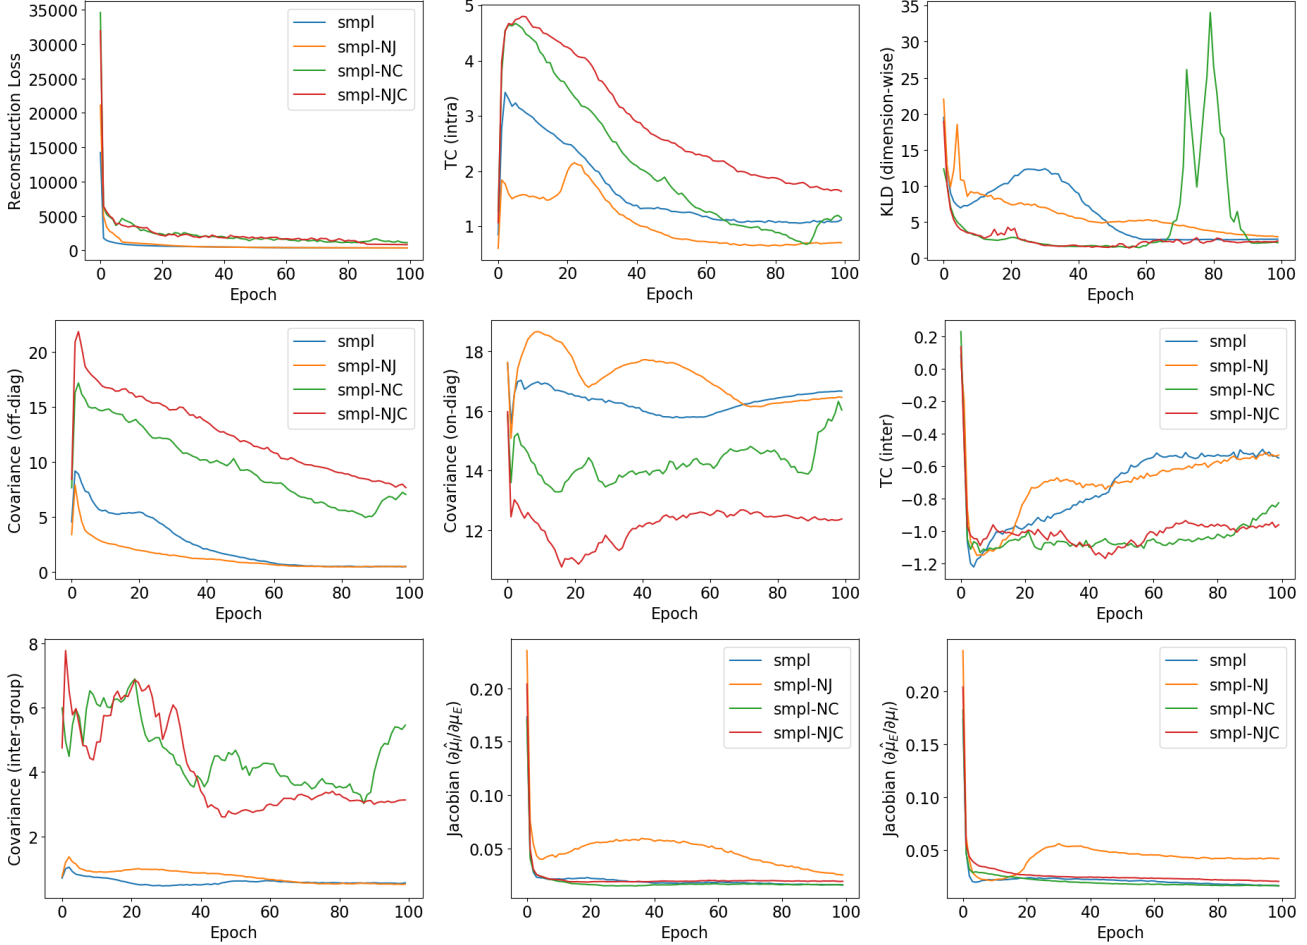 35000
30000
25000
20000
15000
10000
5000
0
Reconstruction Loss
smpl
smpl-NJ
smpl-NC
smpl-NJC
0 20 40 60 80 100
Epoch
5
4
3
2
1
TC (intra)
0 20 40 60 80 100
Epoch
35
30
25
20
15
10
5
0
KLD (dimension-wise)
0 20 40 60 80 100
Epoch
20
15
10
5
0
Covariance (off-diag)
smpl
smpl-NJ
smpl-NC
smpl-NJC
0 20 40 60 80 100
Epoch
18
16
14
12
Covariance (on-diag)
0 20 40 60 80 100
Epoch
0.2
0.0
−0.2
−0.4
−0.6
−0.8
−1.0
−1.2
TC (inter)
smpl
smpl-NJ
smpl-NC
smpl-NJC
0 20 40 60 80 100
Epoch
8
6
4
2
Covariance (inter-group)
0 20 40 60 80 100
Epoch
0.20
0.15
0.10
0.05
Jacobian (∂μ̂_I/∂μ_E)
smpl
smpl-NJ
smpl-NC
smpl-NJC
0 20 40 60 80 100
Epoch
0.20
0.15
0.10
0.05
Jacobian (∂μ̂_E/∂μ_I)
smpl
smpl-NJ
smpl-NC
smpl-NJC
0 20 40 60 80 100
Epoch